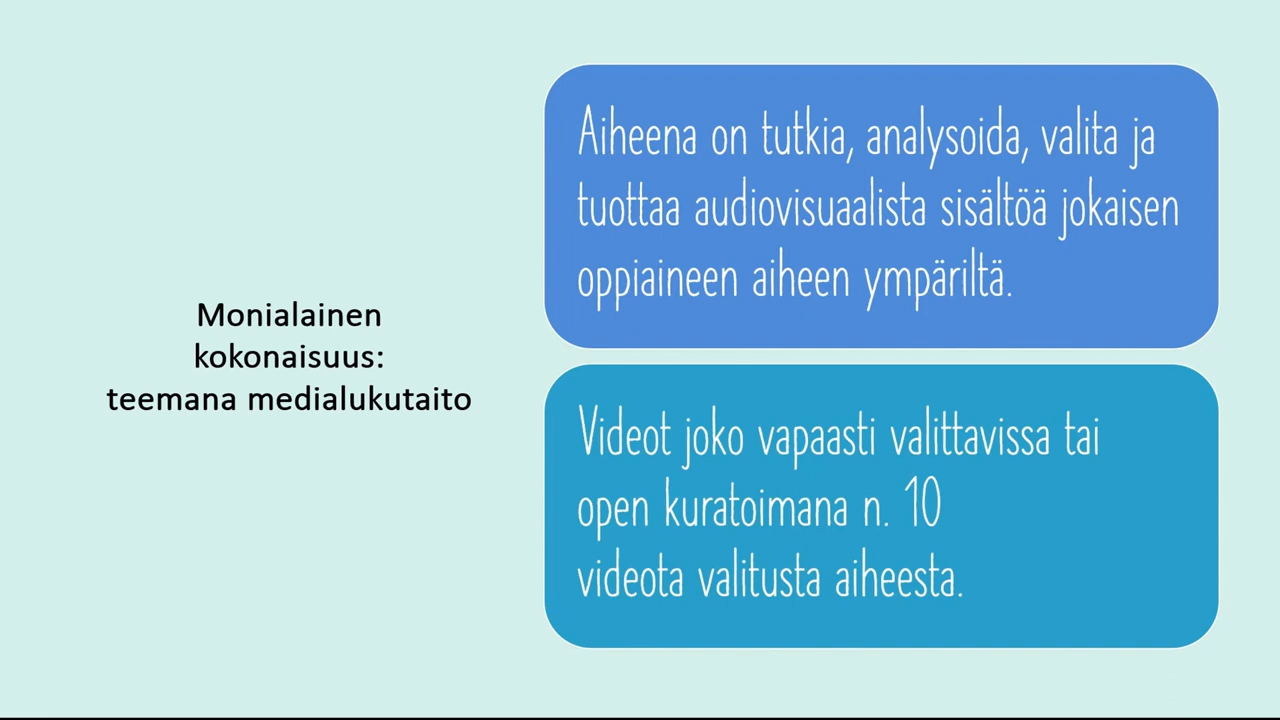 Monialainen
kokonaisuus:
teemana medialukutaito
Aiheena on tutkia, analysoida, valita ja
tuottaa audiovisuaalista sisältöä jokaisen
oppiaineen aiheen ympäriltä.
Videot joko vapaasti valittavissa tai
open kuratoimana n. 10
videota valitusta aiheesta.